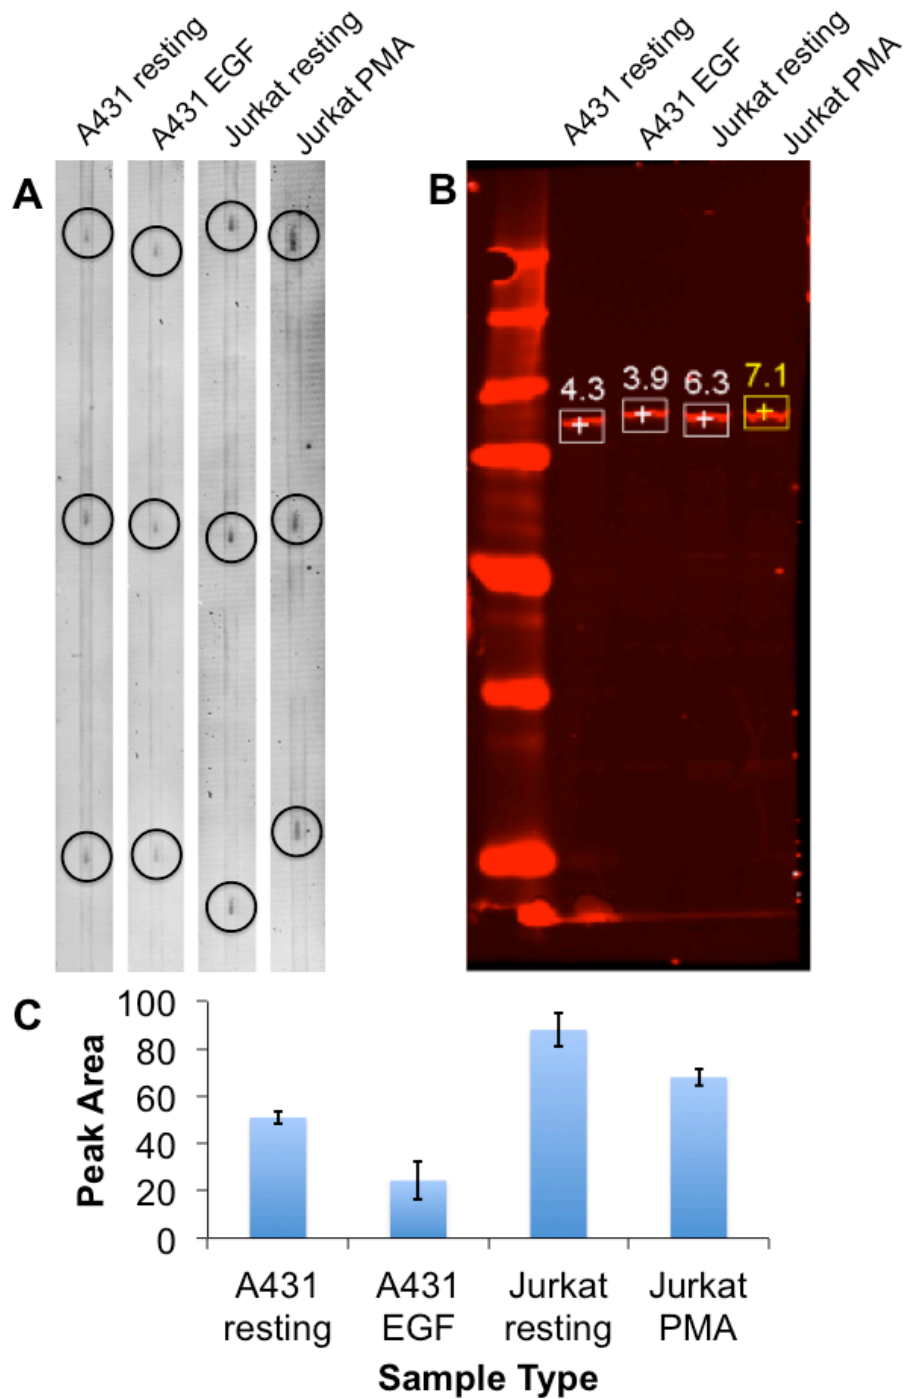 A431 resting
A431 EGF
Jurkat resting
Jurkat PMA
A431 resting
A431 EGF
Jurkat resting
Jurkat PMA
A
B
4.3
3.9
6.3
7.1
C
Peak Area
100
80
60
40
20
0
A431
resting
A431
EGF
Jurkat
resting
Jurkat
PMA
Sample Type